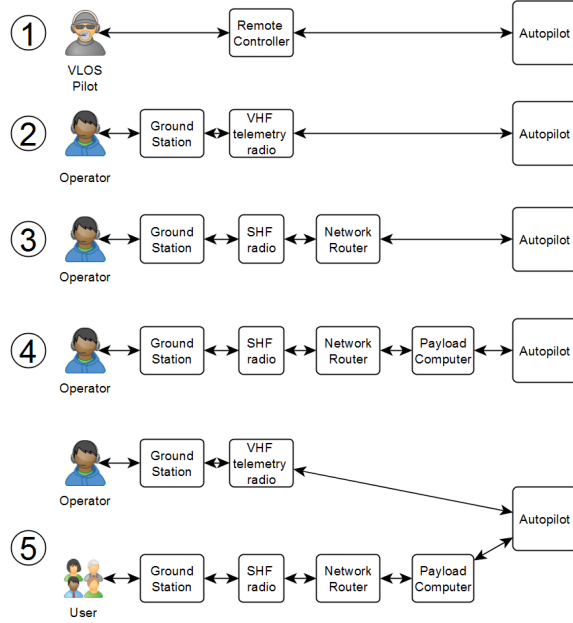 1
VLOS
Pilot
Remote
Controller
Autopilot
2
Operator
Ground
Station
VHF
telemetry
radio
Autopilot
3
Operator
Ground
Station
SHF
radio
Network
Router
Autopilot
4
Operator
Ground
Station
SHF
radio
Network
Router
Payload
Computer
Autopilot
5
Operator
Ground
Station
VHF
telemetry
radio
Autopilot
User
Ground
Station
SHF
radio
Network
Router
Payload
Computer